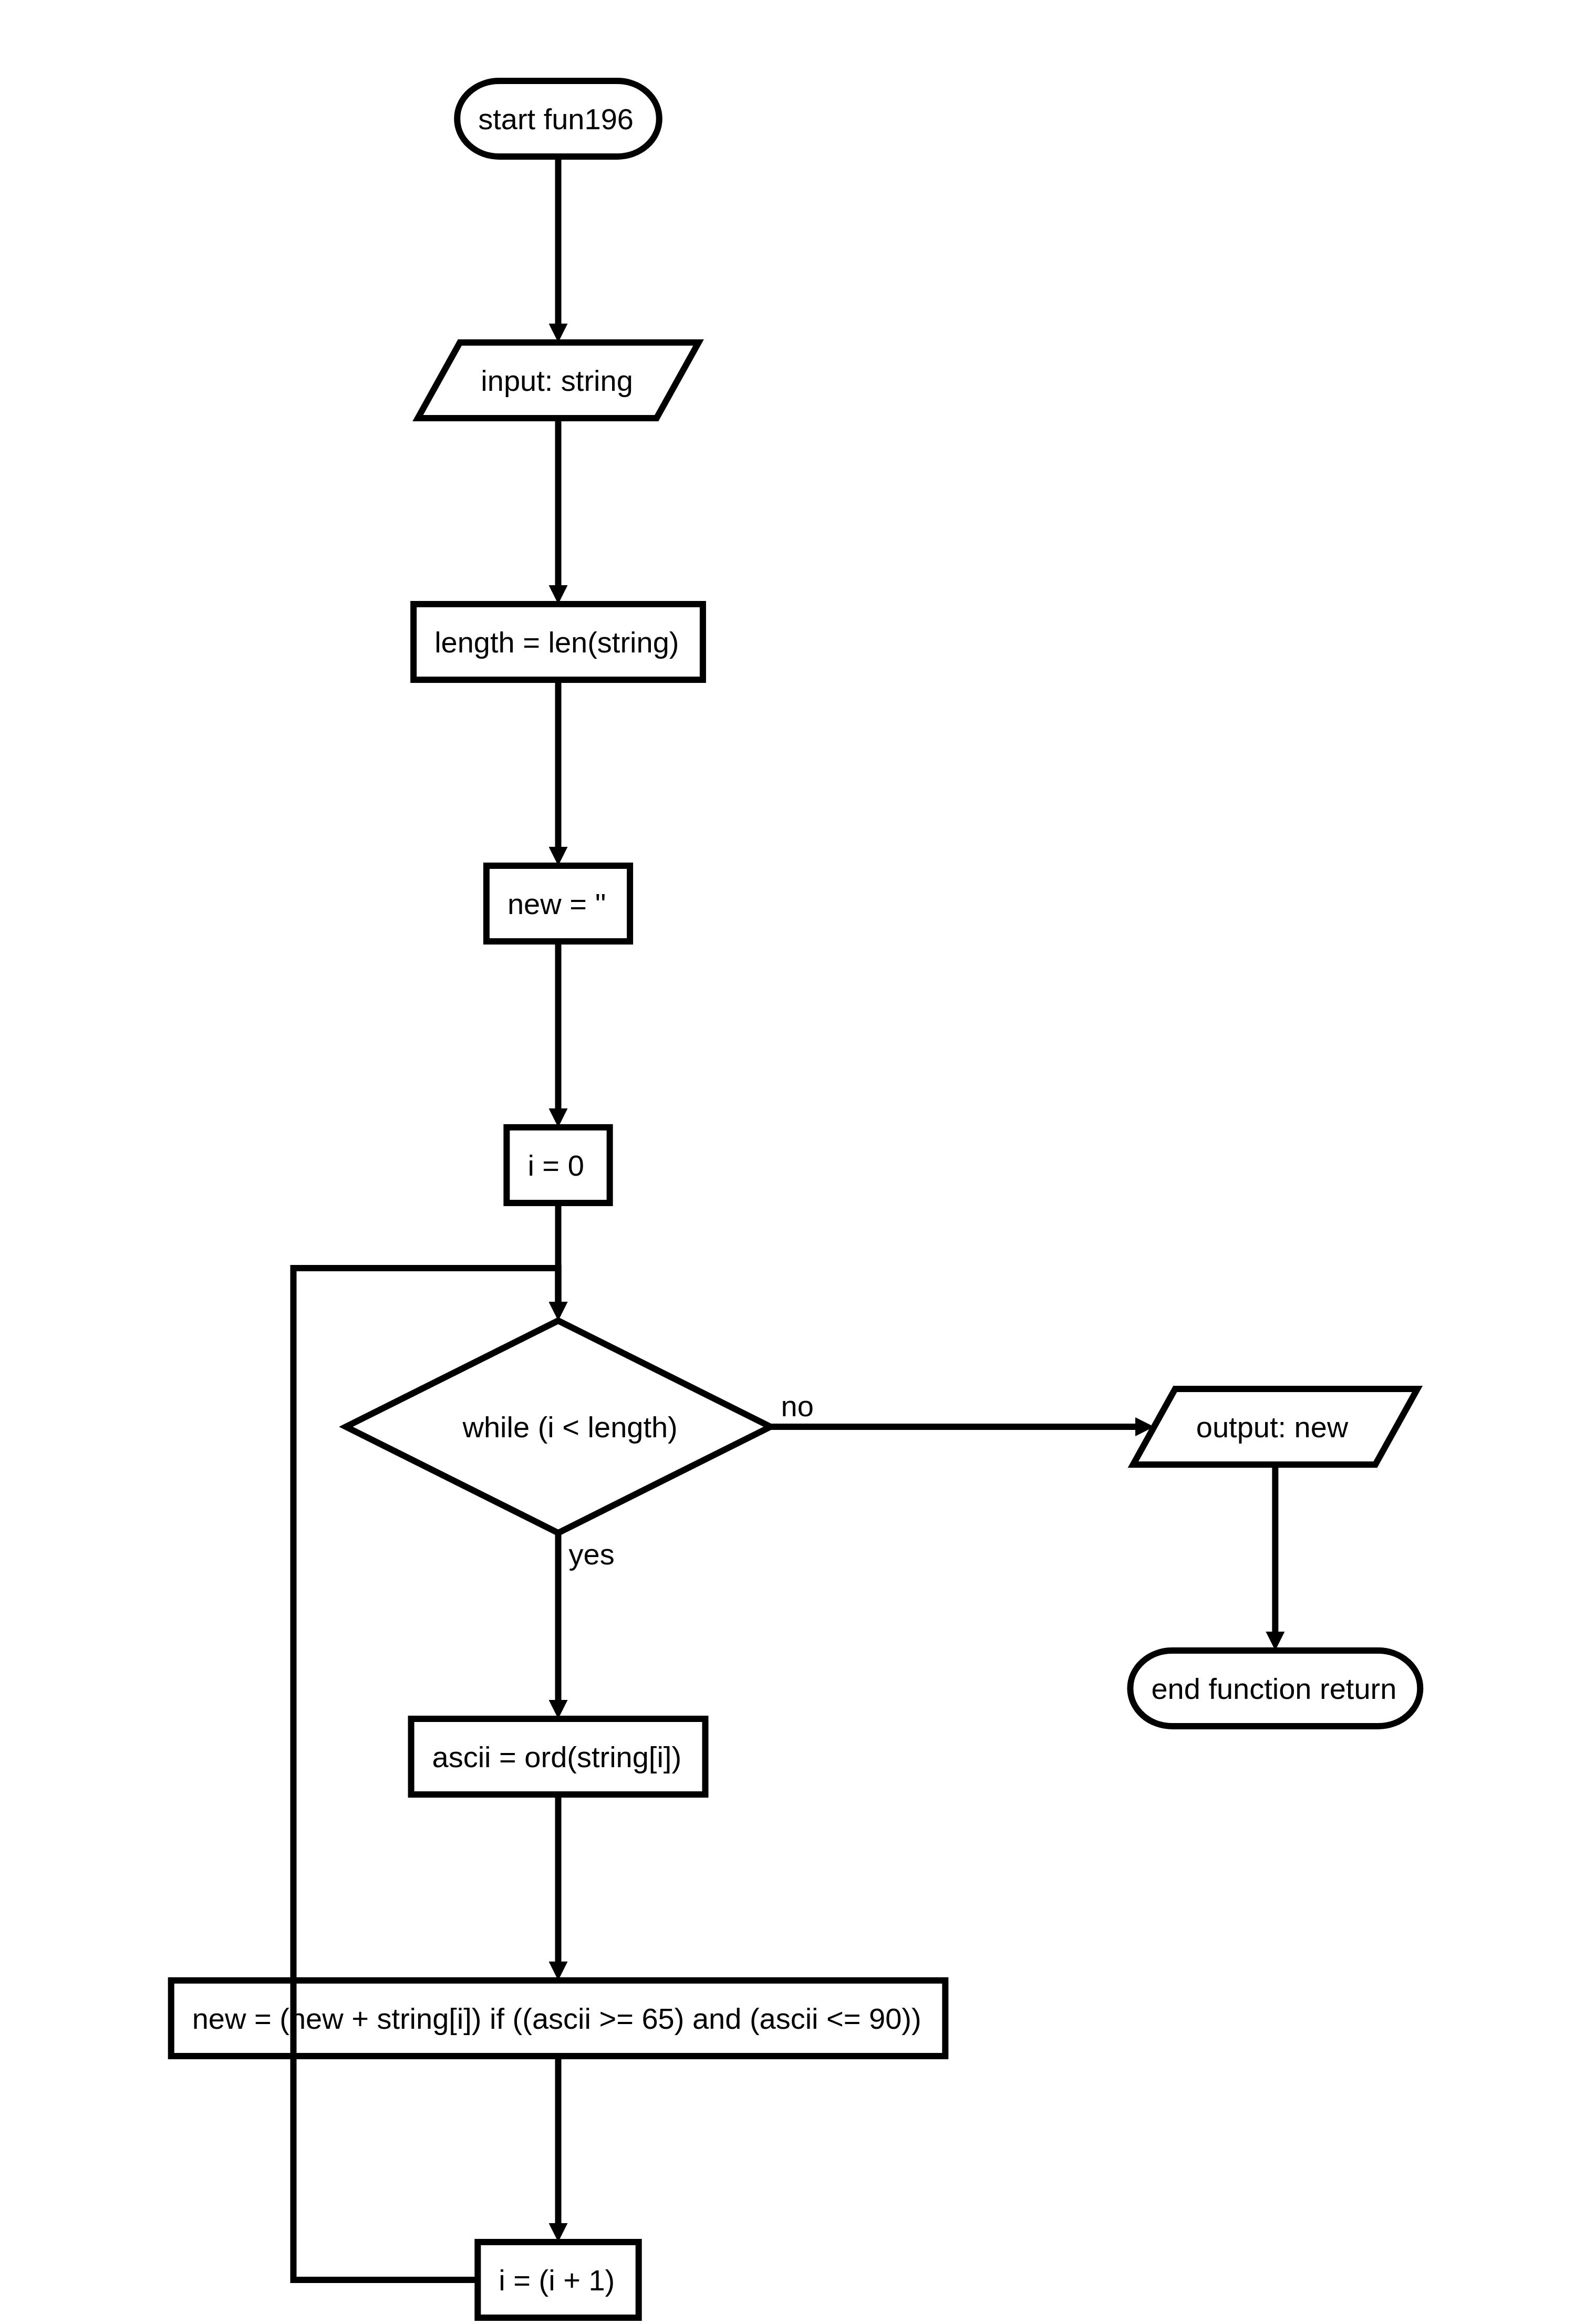 start fun196
input: string
length = len(string)
new = ''
i = 0
while (i < length)
no
output: new
yes
end function return
ascii = ord(string[i])
new = (new + string[i]) if ((ascii >= 65) and (ascii <= 90))
i = (i + 1)